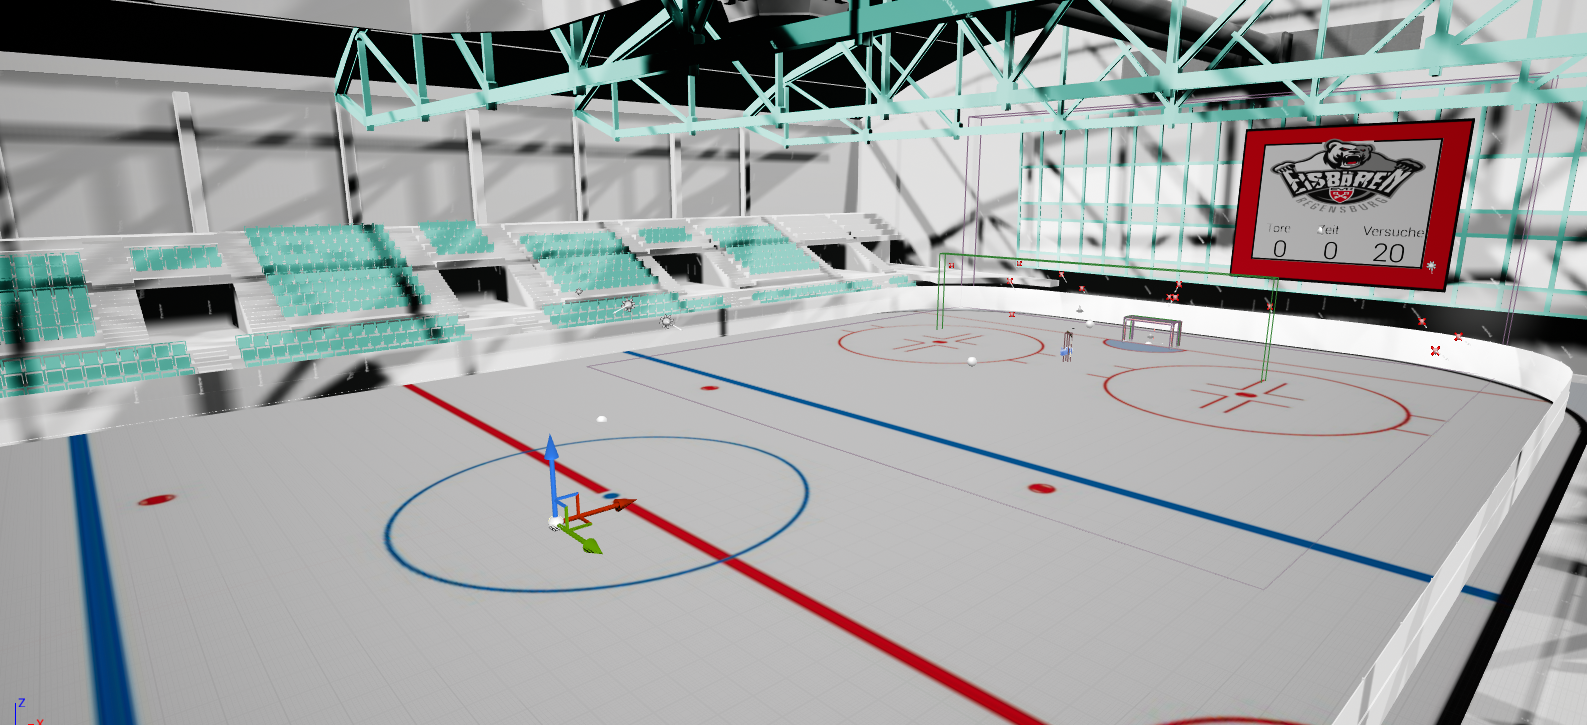 EISBÄREN
REGENSBURG
Tore Zeit Versuche
0 0 20
Z
X